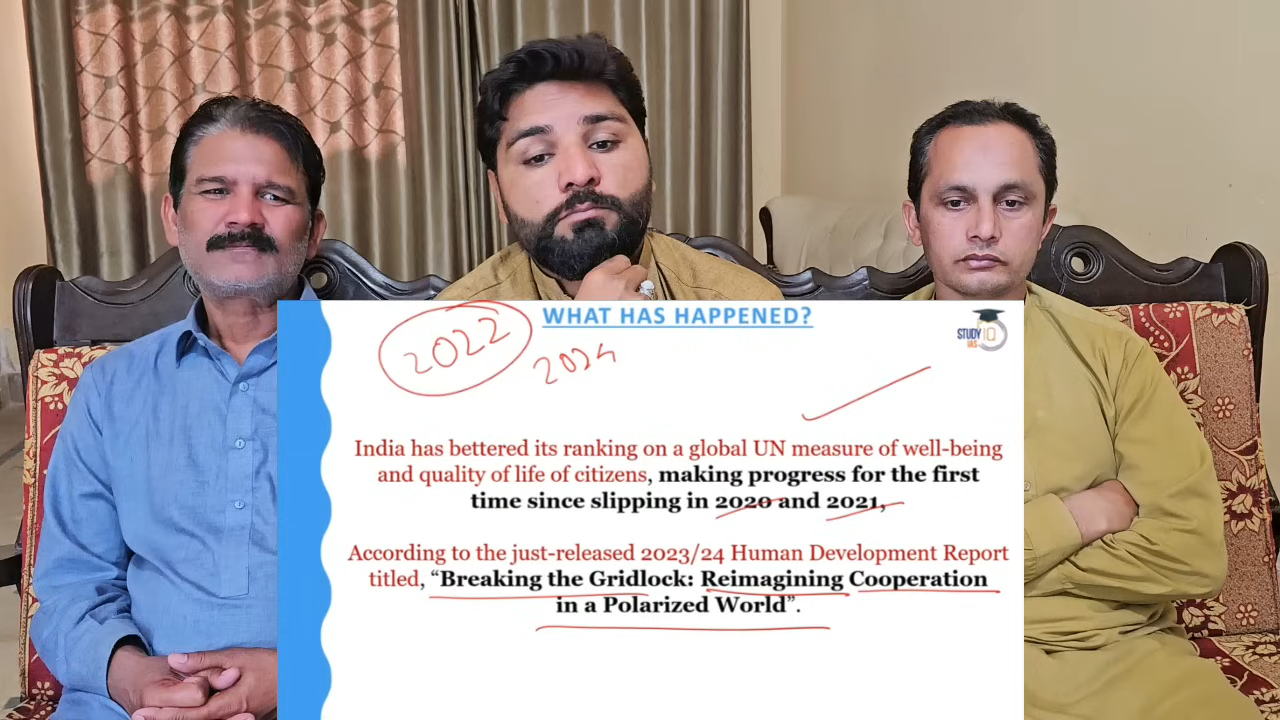 WHAT HAS HAPPENED?
STUDY IQ
IAS
2022
2024
India has bettered its ranking on a global UN measure of well-being
and quality of life of citizens, making progress for the first
time since slipping in 2020 and 2021,
According to the just-released 2023/24 Human Development Report
titled, “Breaking the Gridlock: Reimagining Cooperation
in a Polarized World”.